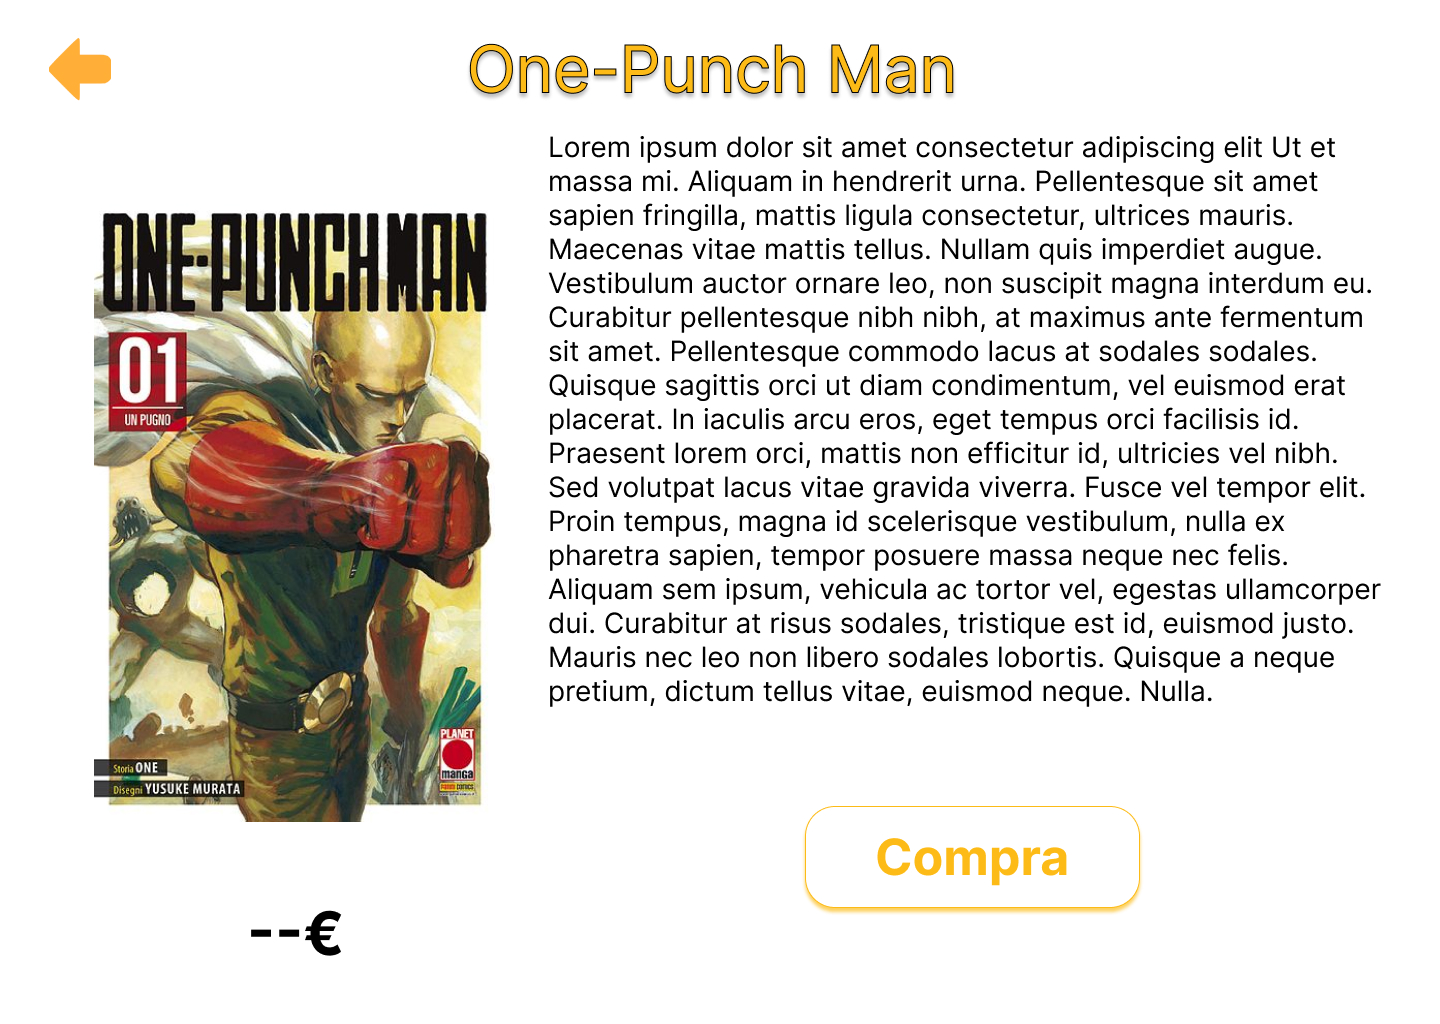 One-Punch Man
Lorem ipsum dolor sit amet consectetur adipiscing elit Ut et
massa mi. Aliquam in hendrerit urna. Pellentesque sit amet
sapien fringilla, mattis ligula consectetur, ultrices mauris.
Maecenas vitae mattis tellus. Nullam quis imperdiet augue.
Vestibulum auctor ornare leo, non suscipit magna interdum eu.
Curabitur pellentesque nibh nibh, at maximus ante fermentum
sit amet. Pellentesque commodo lacus at sodales sodales.
Quisque sagittis orci ut diam condimentum, vel euismod erat
placerat. In iaculis arcu eros, eget tempus orci facilisis id.
Praesent lorem orci, mattis non efficitur id, ultricies vel nibh.
Sed volutpat lacus vitae gravida viverra. Fusce vel tempor elit.
Proin tempus, magna id scelerisque vestibulum, nulla ex
pharetra sapien, tempor posuere massa neque nec felis.
Aliquam sem ipsum, vehicula ac tortor vel, egestas ullamcorper
dui. Curabitur at risus sodales, tristique est id, euismod justo.
Mauris nec leo non libero sodales lobortis. Quisque a neque
pretium, dictum tellus vitae, euismod neque. Nulla.
ONE-PUNCH MAN
01
UN PUGNO
PLANET
manga
Storia ONE
Disegni YUSUKE MURATA
Compra
--€